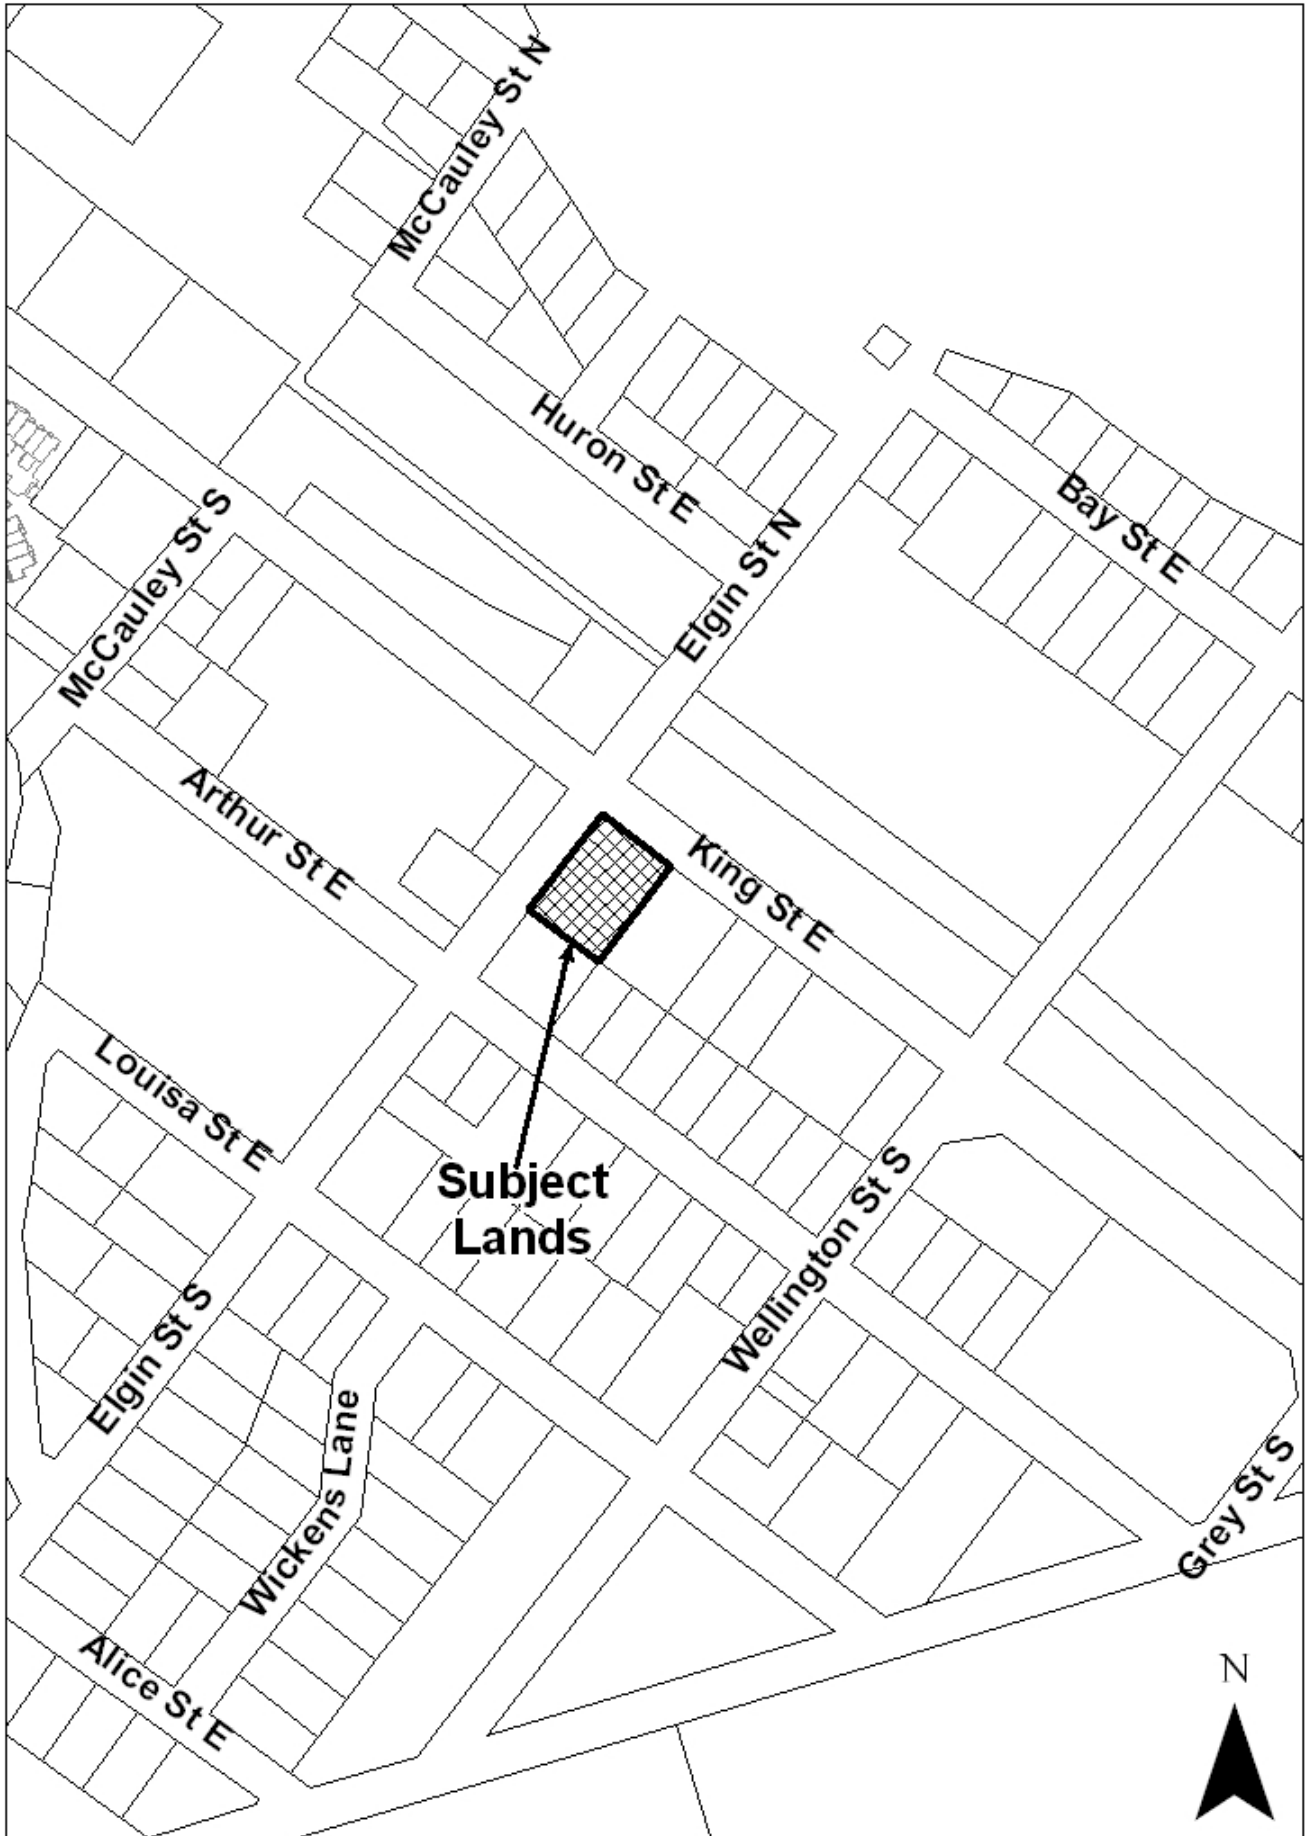 McCauley St N
Huron St E
Bay St E
McCauley St S
Elgin St N
Arthur St E
King St E
Louisa St E
Subject
Lands
Wellington St S
Elgin St S
Wickens Lane
Grey St S
Alice St E
N